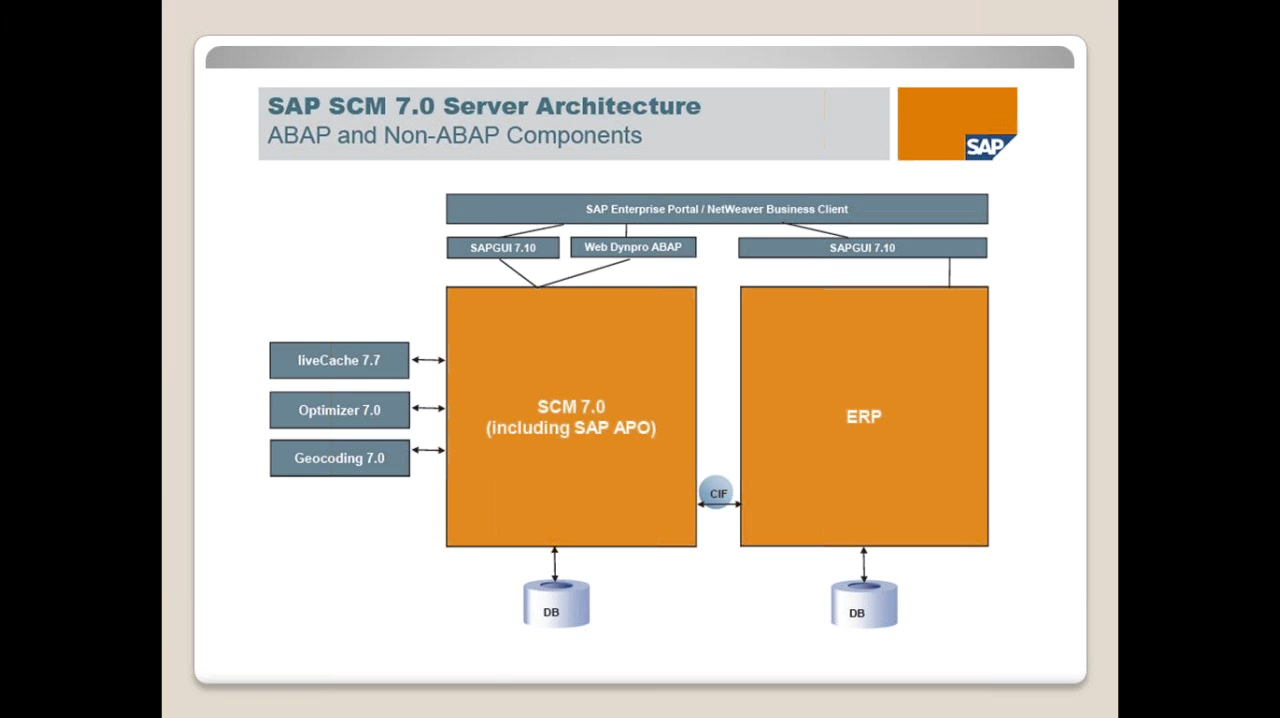 SAP SCM 7.0 Server Architecture
ABAP and Non-ABAP Components
SAP
SAP Enterprise Portal / NetWeaver Business Client
SAPGUI 7.10
Web Dynpro ABAP
SAPGUI 7.10
liveCache 7.7
Optimizer 7.0
Geocoding 7.0
SCM 7.0
(including SAP APO)
ERP
CIF
DB
DB